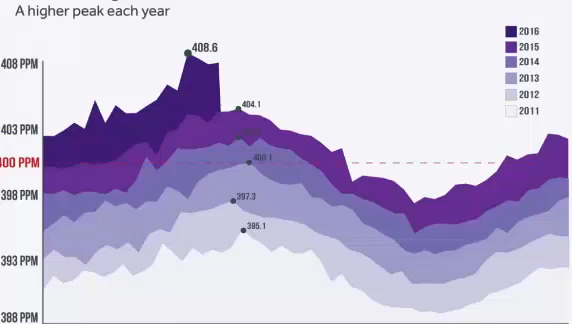 A higher peak each year
408.6
2016
408 PPM
2015
2014
2013
404.1
2012
2011
403 PPM
400 PPM
400.1
398 PPM
397.3
395.1
393 PPM
388 PPM